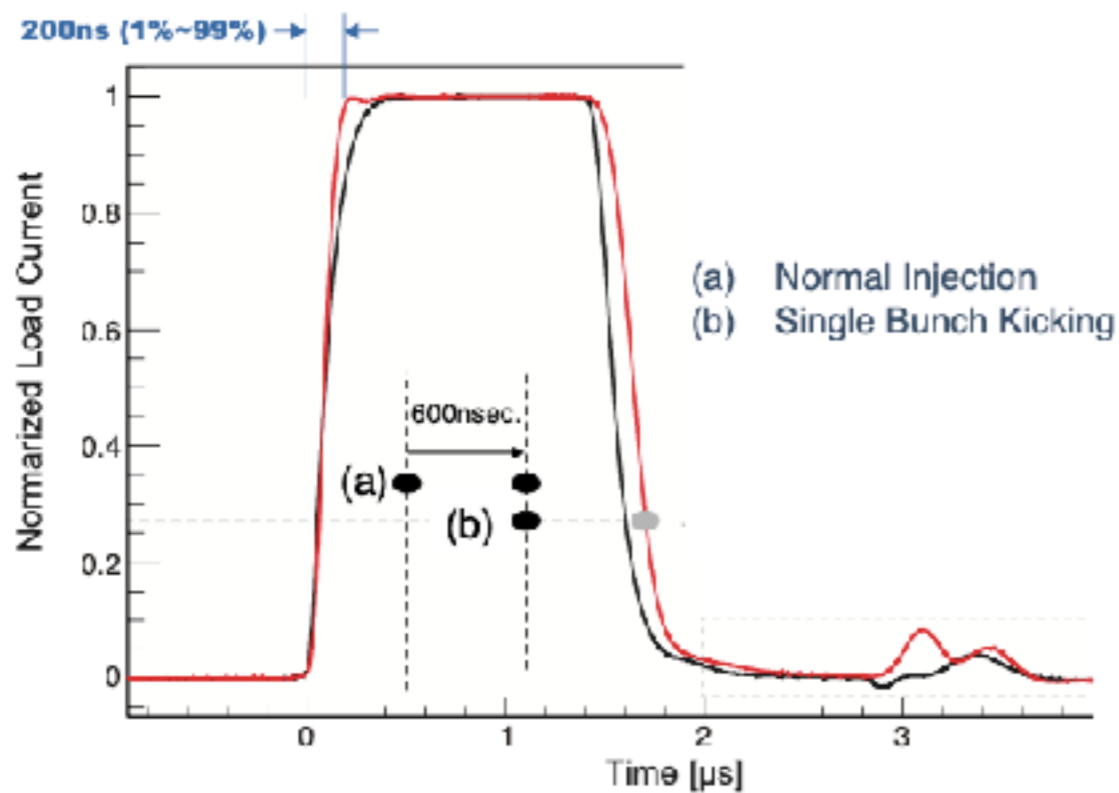 200ns (1%~99%)
1
0.8
0.6
0.4
0.2
0
Normarized Load Current
(a) Normal Injection
(b) Single Bunch Kicking
600nsec.
(a)
(b)
0 1 2 3
Time [μs]